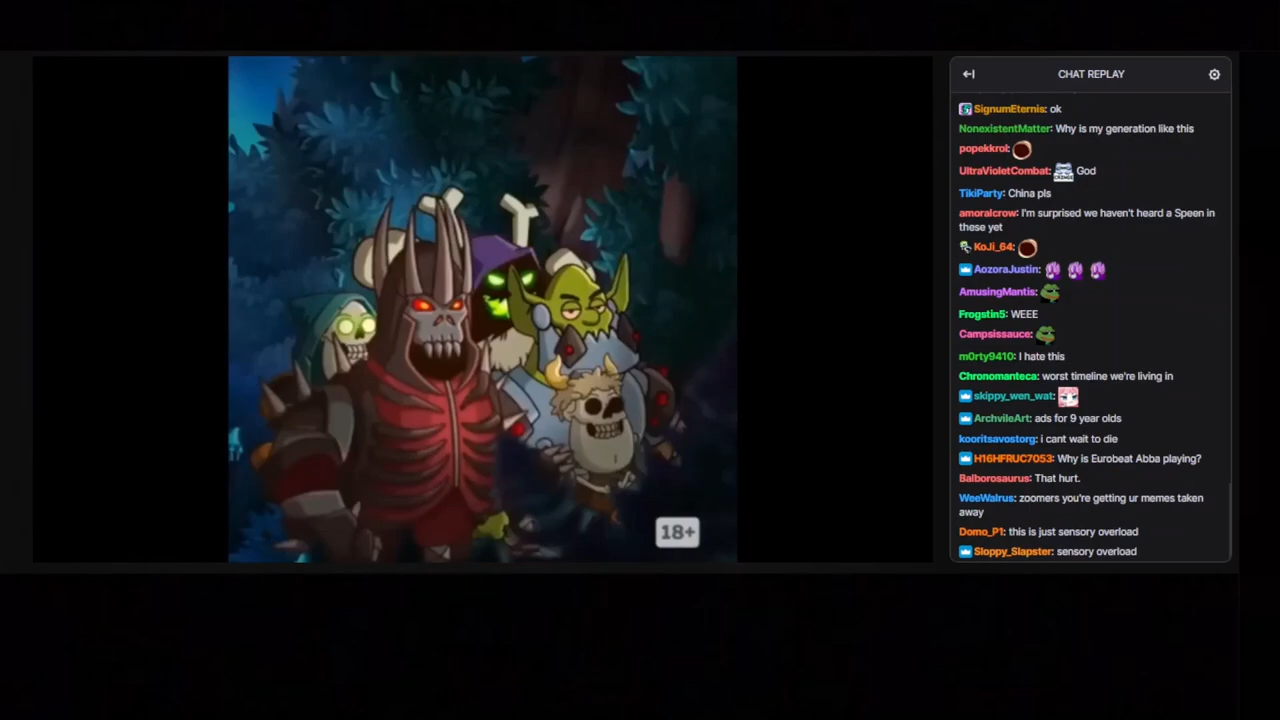 CHAT REPLAY
SignumEternis: ok
NonexistentMatter: Why is my generation like this
popekkrol:
UltraVioletCombat: God
TikiParty: China pls
amoralcrow: I'm surprised we haven't heard a Speen in
these yet
KoJi_64:
AozoraJustin:
AmusingMantis:
Frogstin5: WEEE
Campsissauce:
m0rty9410: I hate this
Chronomanteca: worst timeline we're living in
skippy_wen_wat:
ArchvileArt: ads for 9 year olds
kooritsavostorg: i cant wait to die
H16HFRUC7053: Why is Eurobeat Abba playing?
Balborosaurus: That hurt.
WeeWalrus: zoomers you're getting ur memes taken
away
Domo_P1: this is just sensory overload
Sloppy_Slapster: sensory overload
18+